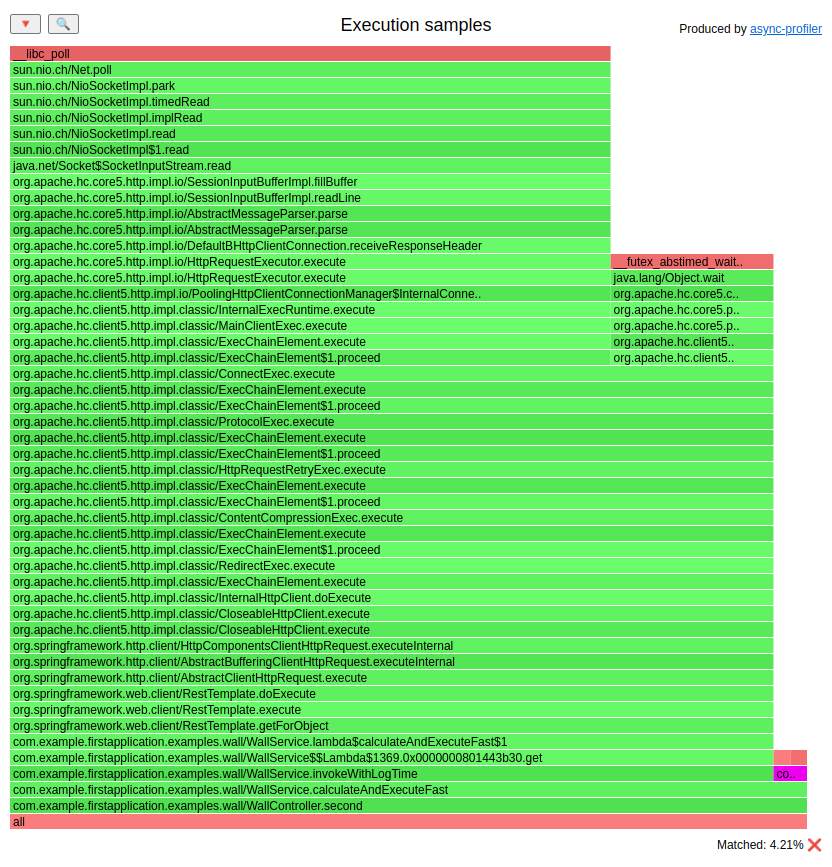 Execution samples
Produced by async-profiler
__libc_poll
sun.nio.ch/Net.poll
sun.nio.ch/NioSocketImpl.park
sun.nio.ch/NioSocketImpl.timedRead
sun.nio.ch/NioSocketImpl.implRead
sun.nio.ch/NioSocketImpl.read
sun.nio.ch/NioSocketImpl$1.read
java.net/Socket$SocketInputStream.read
org.apache.hc.core5.http.impl.io/SessionInputBufferImpl.fillBuffer
org.apache.hc.core5.http.impl.io/SessionInputBufferImpl.readLine
org.apache.hc.core5.http.impl.io/AbstractMessageParser.parse
org.apache.hc.core5.http.impl.io/AbstractMessageParser.parse
org.apache.hc.core5.http.impl.io/DefaultBHttpClientConnection.receiveResponseHeader
org.apache.hc.core5.http.impl.io/HttpRequestExecutor.execute
__futex_abstimed_wait..
org.apache.hc.core5.http.impl.io/HttpRequestExecutor.execute
java.lang/Object.wait
org.apache.hc.client5.http.impl.io/PoolingHttpClientConnectionManager$InternalConne..
org.apache.hc.core5.c..
org.apache.hc.client5.http.impl.classic/InternalExecRuntime.execute
org.apache.hc.core5.p..
org.apache.hc.client5.http.impl.classic/MainClientExec.execute
org.apache.hc.core5.p..
org.apache.hc.client5.http.impl.classic/ExecChainElement.execute
org.apache.hc.client5..
org.apache.hc.client5.http.impl.classic/ExecChainElement$1.proceed
org.apache.hc.client5..
org.apache.hc.client5.http.impl.classic/ConnectExec.execute
org.apache.hc.client5.http.impl.classic/ExecChainElement.execute
org.apache.hc.client5.http.impl.classic/ExecChainElement$1.proceed
org.apache.hc.client5.http.impl.classic/ProtocolExec.execute
org.apache.hc.client5.http.impl.classic/ExecChainElement.execute
org.apache.hc.client5.http.impl.classic/ExecChainElement$1.proceed
org.apache.hc.client5.http.impl.classic/HttpRequestRetryExec.execute
org.apache.hc.client5.http.impl.classic/ExecChainElement.execute
org.apache.hc.client5.http.impl.classic/ExecChainElement$1.proceed
org.apache.hc.client5.http.impl.classic/ContentCompressionExec.execute
org.apache.hc.client5.http.impl.classic/ExecChainElement.execute
org.apache.hc.client5.http.impl.classic/ExecChainElement$1.proceed
org.apache.hc.client5.http.impl.classic/RedirectExec.execute
org.apache.hc.client5.http.impl.classic/ExecChainElement.execute
org.apache.hc.client5.http.impl.classic/InternalHttpClient.doExecute
org.apache.hc.client5.http.impl.classic/CloseableHttpClient.execute
org.apache.hc.client5.http.impl.classic/CloseableHttpClient.execute
org.springframework.http.client/HttpComponentsClientHttpRequest.executeInternal
org.springframework.http.client/AbstractBufferingClientHttpRequest.executeInternal
org.springframework.http.client/AbstractClientHttpRequest.execute
org.springframework.web.client/RestTemplate.doExecute
org.springframework.web.client/RestTemplate.execute
org.springframework.web.client/RestTemplate.getForObject
com.example.firstapplication.examples.wall/WallService.lambda$calculateAndExecuteFast$1
com.example.firstapplication.examples.wall/WallService$$Lambda$1369.0x0000000801443b30.get
com.example.firstapplication.examples.wall/WallService.invokeWithLogTime
co..
com.example.firstapplication.examples.wall/WallService.calculateAndExecuteFast
com.example.firstapplication.examples.wall/WallController.second
all
Matched: 4.21%